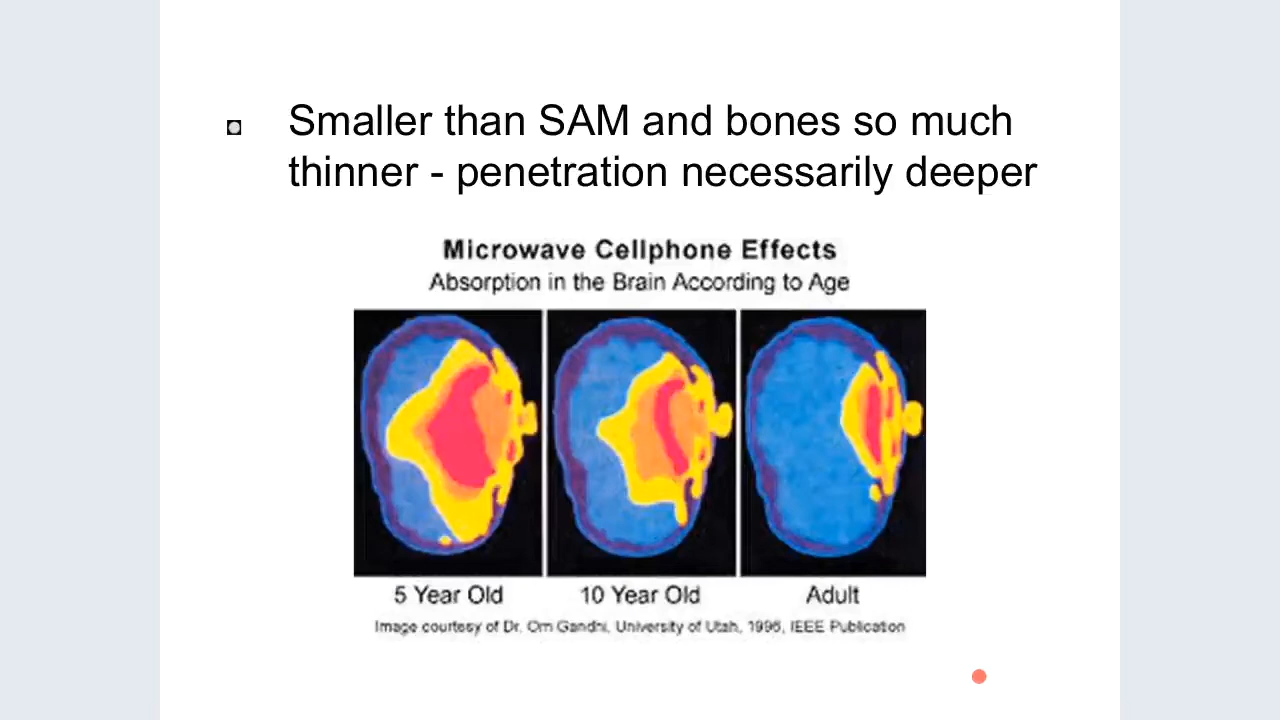 Smaller than SAM and bones so much
thinner - penetration necessarily deeper
Microwave Cellphone Effects
Absorption in the Brain According to Age
5 Year Old
10 Year Old
Adult
Image courtesy of Dr. Om Gandhi, University of Utah, 1996, IEEE Publication